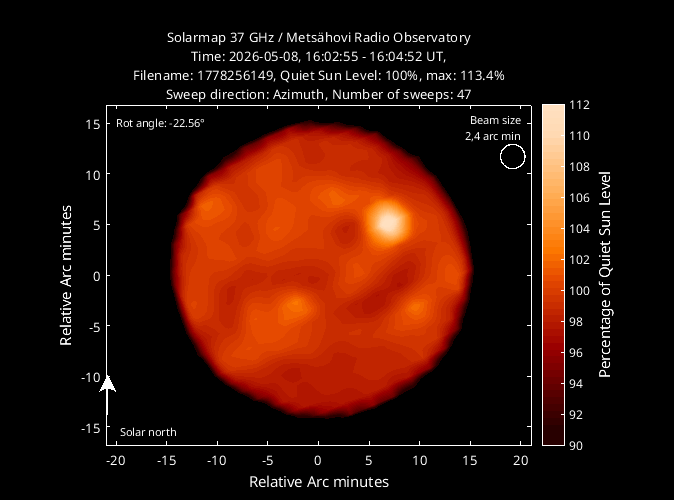 Solarmap 37 GHz / Metsähovi Radio Observatory
Time: 2026-05-08, 16:02:55 - 16:04:52 UT,
Filename: 1778256149, Quiet Sun Level: 100%, max: 113.4%
Sweep direction: Azimuth, Number of sweeps: 47
Rot angle: -22.56°
Beam size
2,4 arc min
15
10
5
0
-5
-10
-15
Relative Arc minutes
Solar north
-20
-15
-10
-5
0
5
10
15
20
Relative Arc minutes
112
110
108
106
104
102
100
98
96
94
92
90
Percentage of Quiet Sun Level